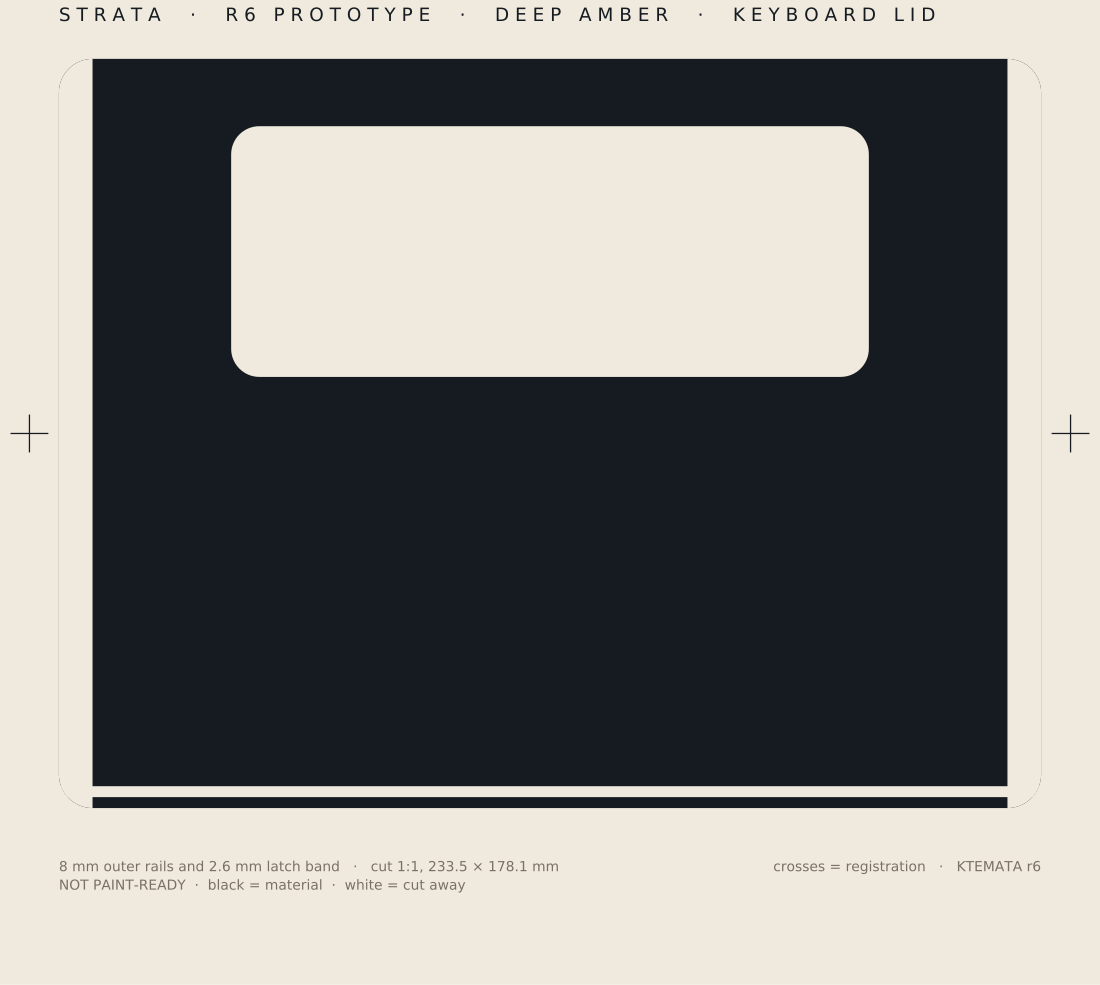 STRATA · R6 PROTOTYPE · DEEP AMBER · KEYBOARD LID
8 mm outer rails and 2.6 mm latch band · cut 1:1, 233.5 × 178.1 mm
crosses = registration · KTEMATA r6
NOT PAINT-READY · black = material · white = cut away